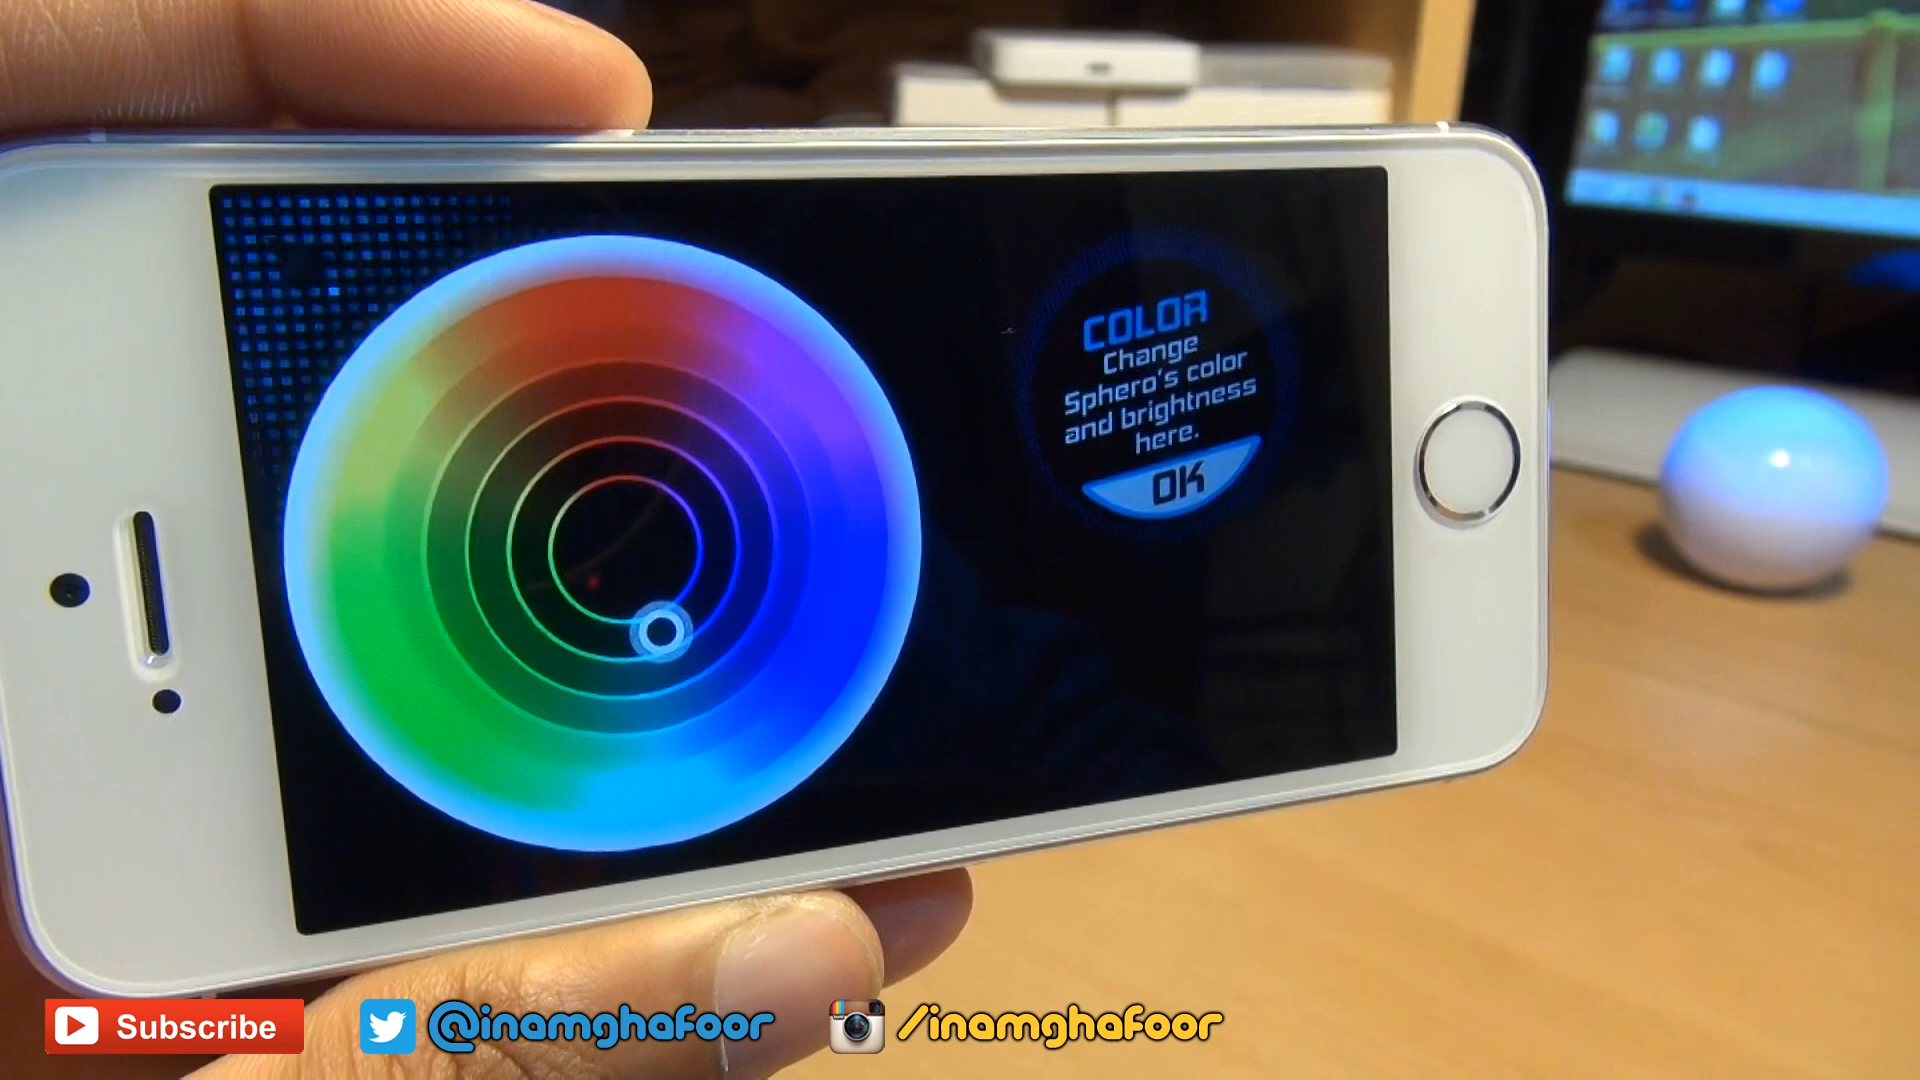 COLOR
Change
Sphero's color
and brightness
here.
OK
Subscribe
@inamghafoor
/inamghafoor